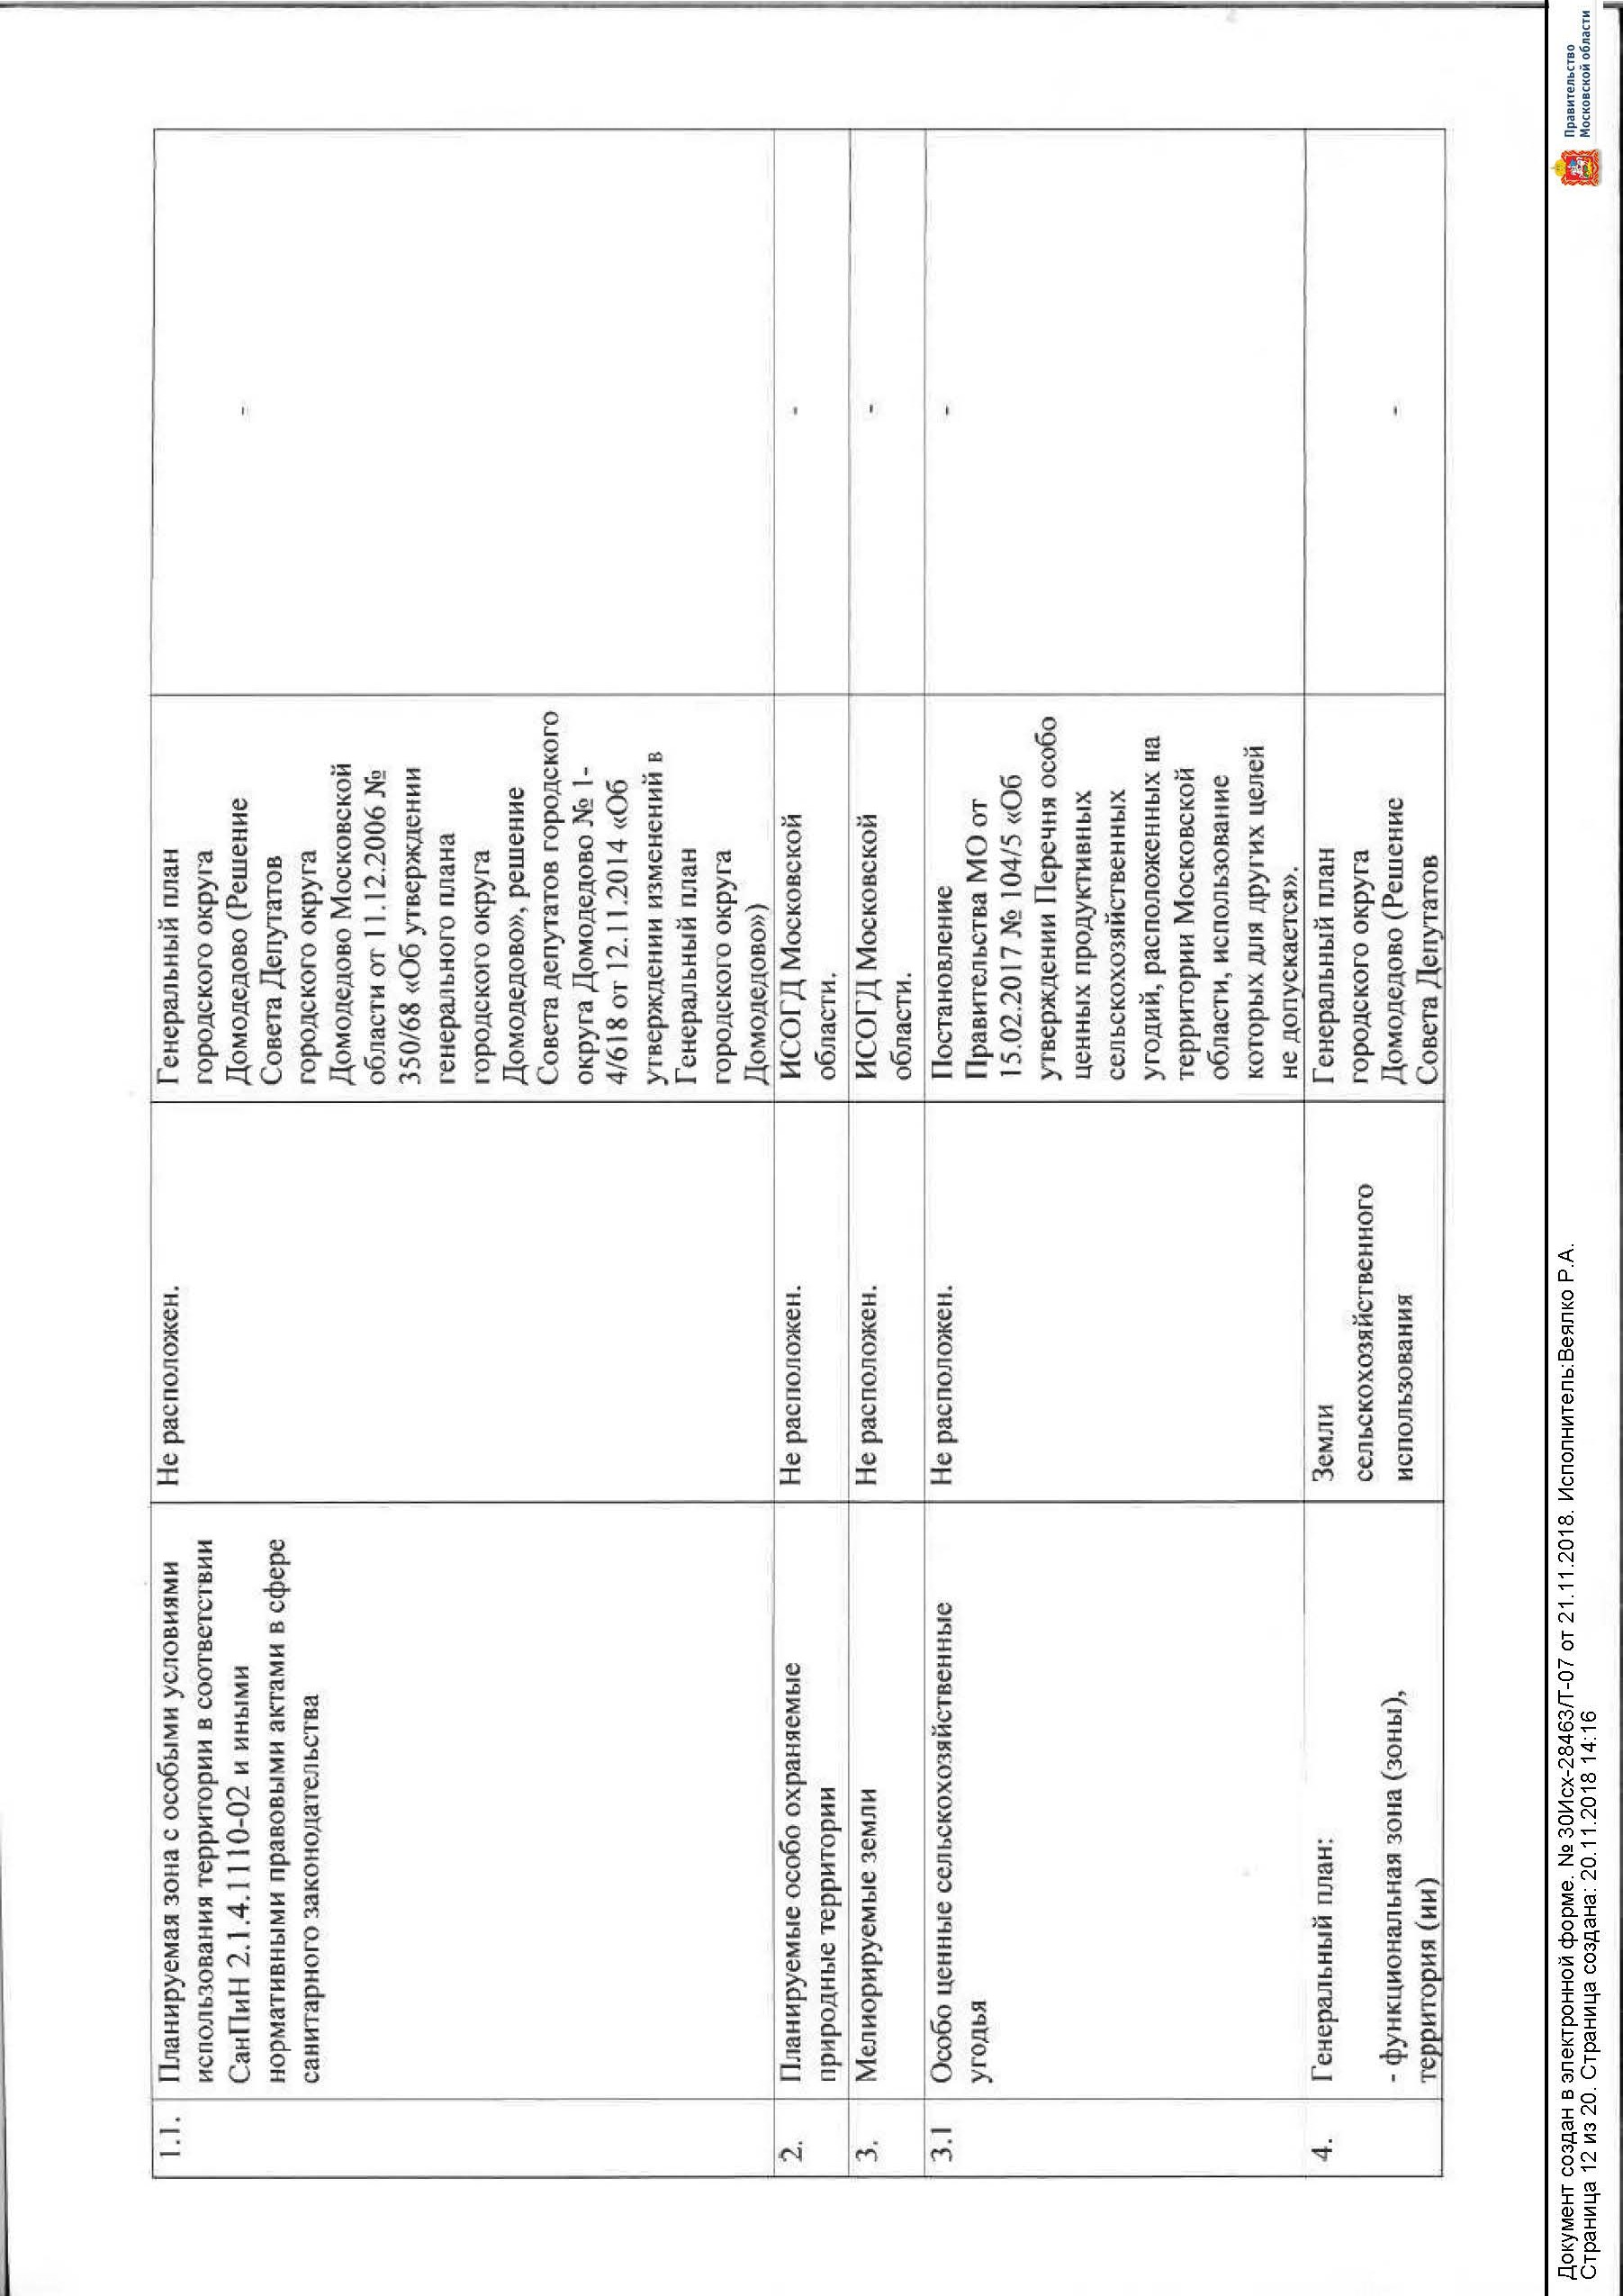 1.1.
Планируемая зона с особыми условиями
использования территории в соответствии
СанПиН 2.1.4.1110-02 и иными
нормативными правовыми актами в сфере
санитарного законодательства
Не расположен.
Генеральный план
городского округа
Домодедово (Решение
Совета Депутатов
городского округа
Домодедово Московской
области от 11.12.2006 №
350/68 «Об утверждении
генерального плана
городского округа
Домодедово», решение
Совета депутатов городского
округа Домодедово № 1-
4/618 от 12.11.2014 «Об
утверждении изменений в
Генеральный план
городского округа
Домодедово»)
-
2.
Планируемые особо охраняемые
природные территории
Не расположен.
ИСОГД Московской
области.
-
3.
Мелиорируемые земли
Не расположен.
ИСОГД Московской
области.
-
3.1
Особо ценные сельскохозяйственные
угодья
Не расположен.
Постановление
Правительства МО от
15.02.2017 № 104/5 «Об
утверждении Перечня особо
ценных продуктивных
сельскохозяйственных
угодий, расположенных на
территории Московской
области, использование
которых для других целей
не допускается».
-
4.
Генеральный план:
- функциональная зона (зоны),
территория (ии)
Земли
сельскохозяйственного
использования
Генеральный план
городского округа
Домодедово (Решение
Совета Депутатов
-
Документ создан в электронной форме. № 30Исх-28463/Т-07 от 21.11.2018. Исполнитель:Веялко Р.А.
Страница 12 из 20. Страница создана: 20.11.2018 14:16
Правительство
Московской области